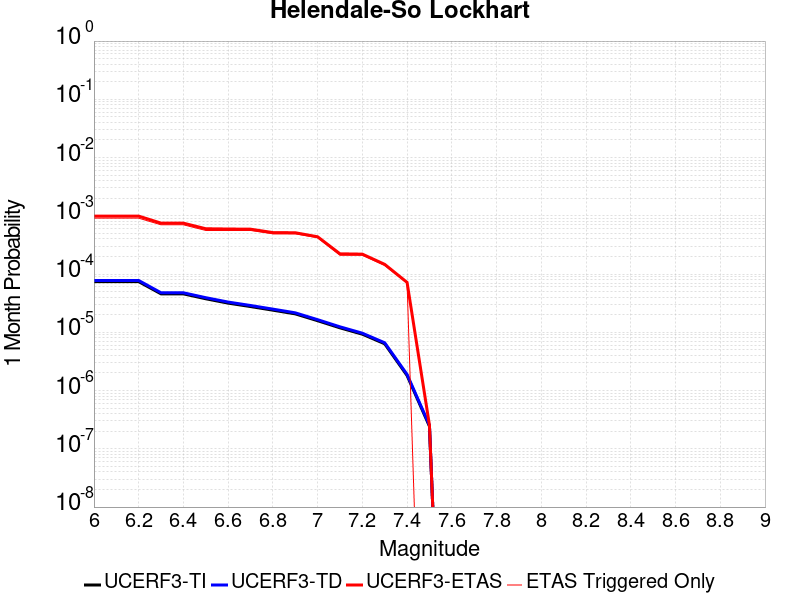 Helendale-So Lockhart
10^0
10^-1
10^-2
10^-3
10^-4
10^-5
10^-6
10^-7
10^-8
1 Month Probability
6 6.2 6.4 6.6 6.8 7 7.2 7.4 7.6 7.8 8 8.2 8.4 8.6 8.8 9
Magnitude
UCERF3-TI UCERF3-TD UCERF3-ETAS ETAS Triggered Only